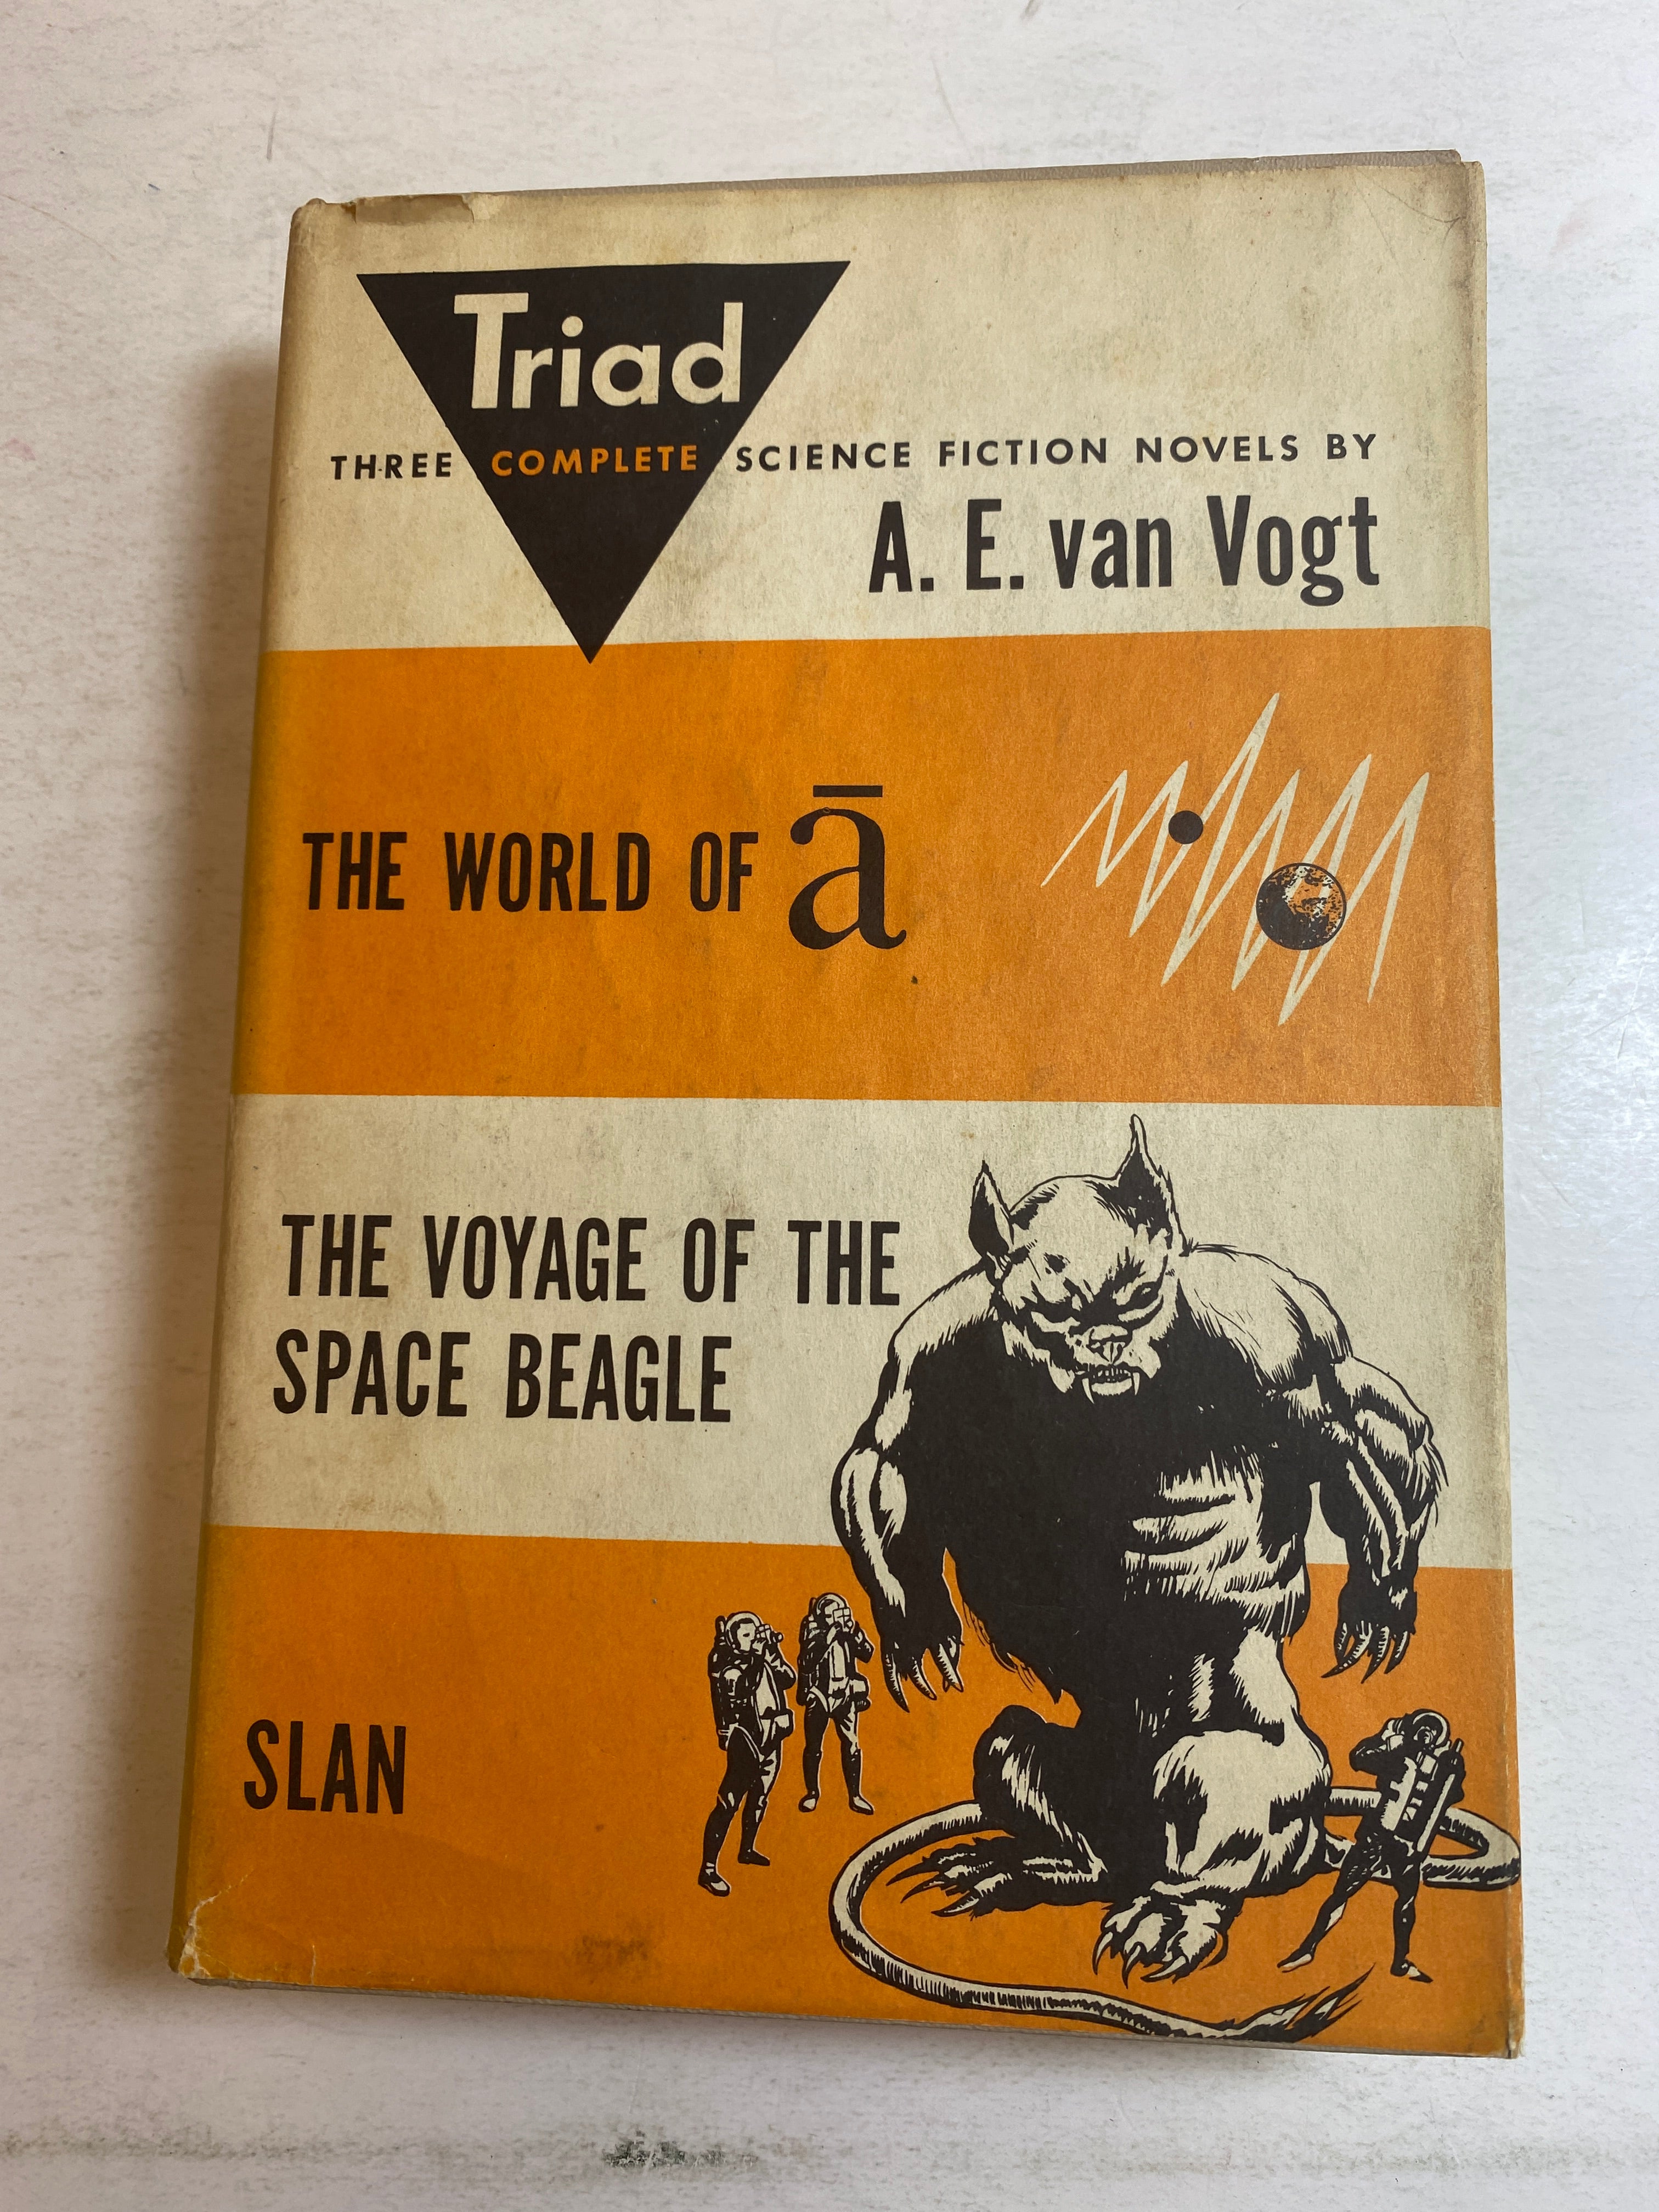 Triad
THREE COMPLETE SCIENCE FICTION NOVELS BY
A. E. van Vogt
THE WORLD OF ā
THE VOYAGE OF THE
SPACE BEAGLE
SLAN